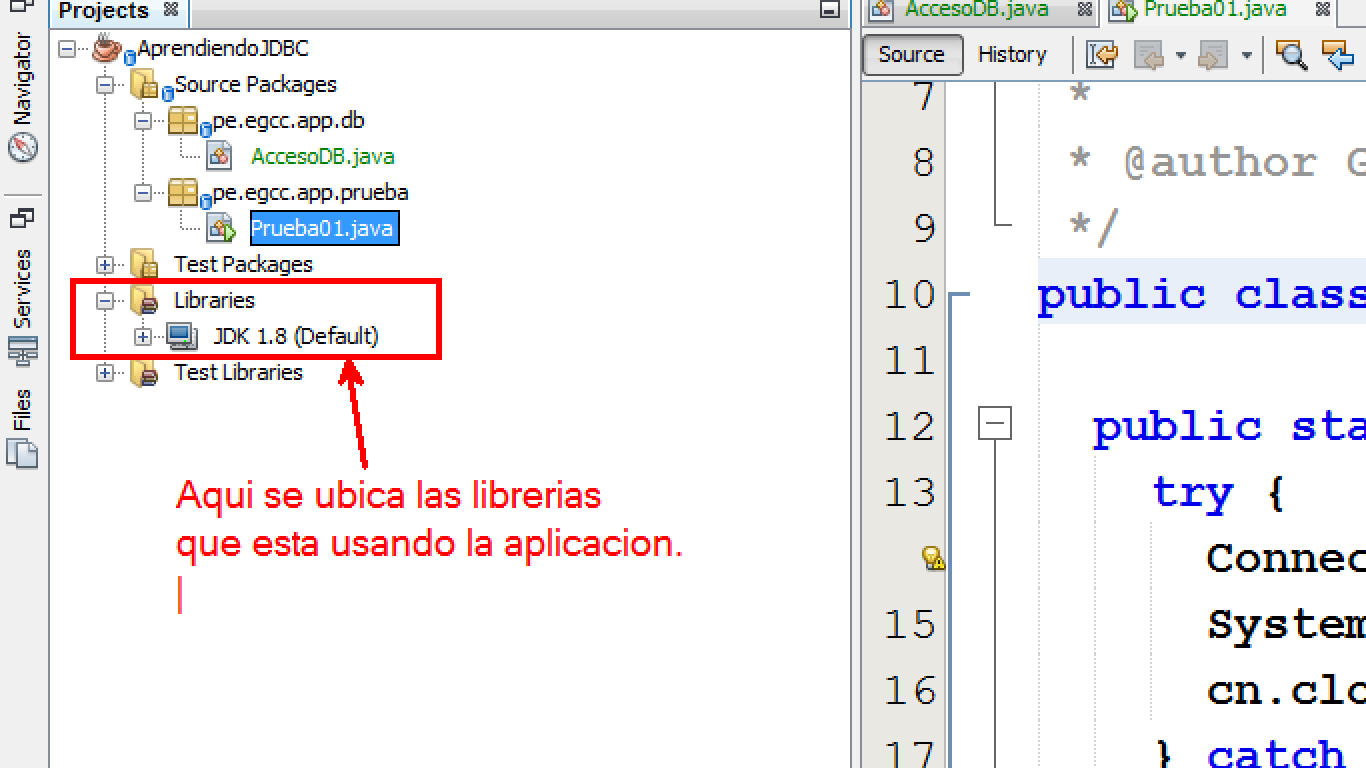 Projects
AprendiendoJDBC
Source Packages
pe.egcc.app.db
AccesoDB.java
pe.egcc.app.prueba
Prueba01.java
Test Packages
Libraries
JDK 1.8 (Default)
Test Libraries
Aqui se ubica las librerias
que esta usando la aplicacion.
Navigator
Services
Files
AccesoDB.java
Prueba01.java
Source History
7 *
8 * @author G
9 */
10 public class
11
12 public sta
13 try {
Connec
15 System
16 cn.clo
17 } catch